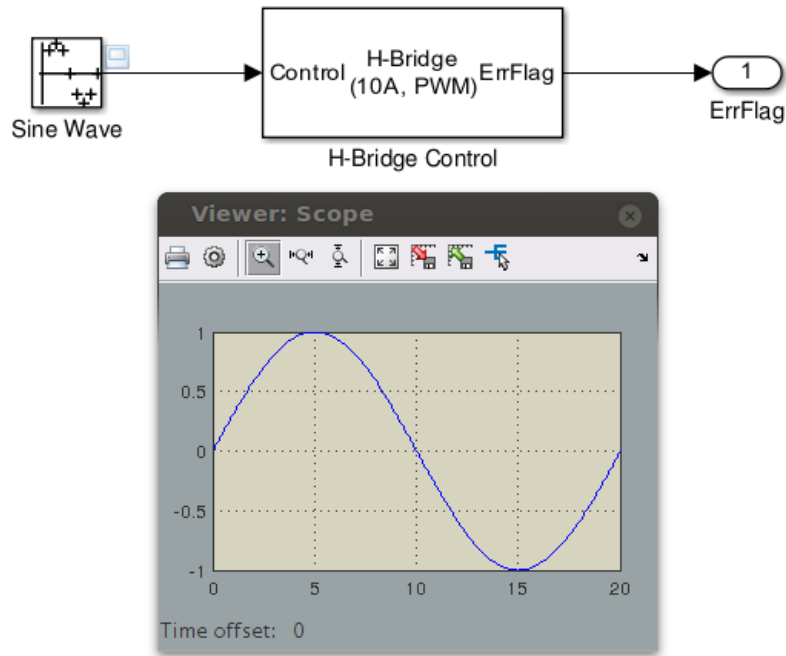 Sine Wave
Control
H-Bridge
(10A, PWM)
ErrFlag
H-Bridge Control
1
ErrFlag
Viewer: Scope
1
0.5
0
-0.5
-1
0 5 10 15 20
Time offset: 0